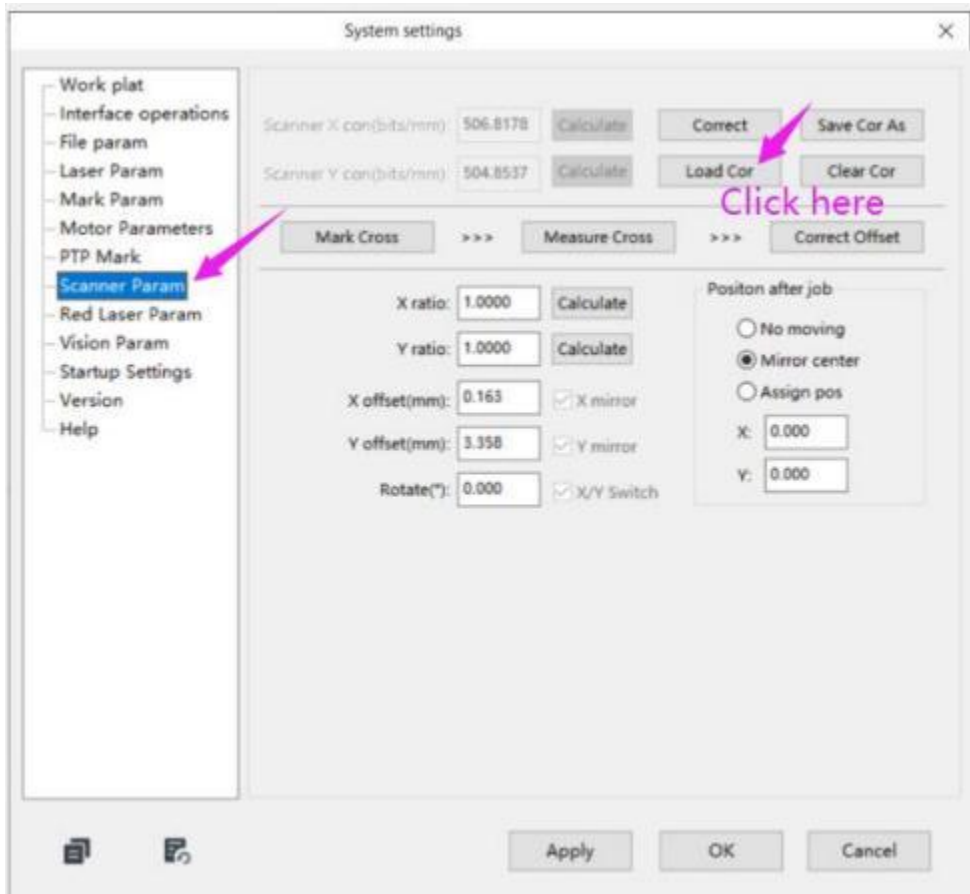 System settings
Work plat
Interface operations
File param
Laser Param
Mark Param
Motor Parameters
PTP Mark
Scanner Param
Red Laser Param
Vision Param
Startup Settings
Version
Help
Scanner X con(bits/mm): 506.8178 Calculate Correct Save Cor As
Scanner Y con(bits/mm): 504.8537 Calculate Load Cor Clear Cor
Click here
Mark Cross >>> Measure Cross >>> Correct Offset
X ratio: 1.0000 Calculate
Y ratio: 1.0000 Calculate
X offset(mm): 0.163 X mirror
Y offset(mm): 3.358 Y mirror
Rotate(°): 0.000 X/Y Switch
Positon after job
No moving
Mirror center
Assign pos
X: 0.000
Y: 0.000
Apply OK Cancel